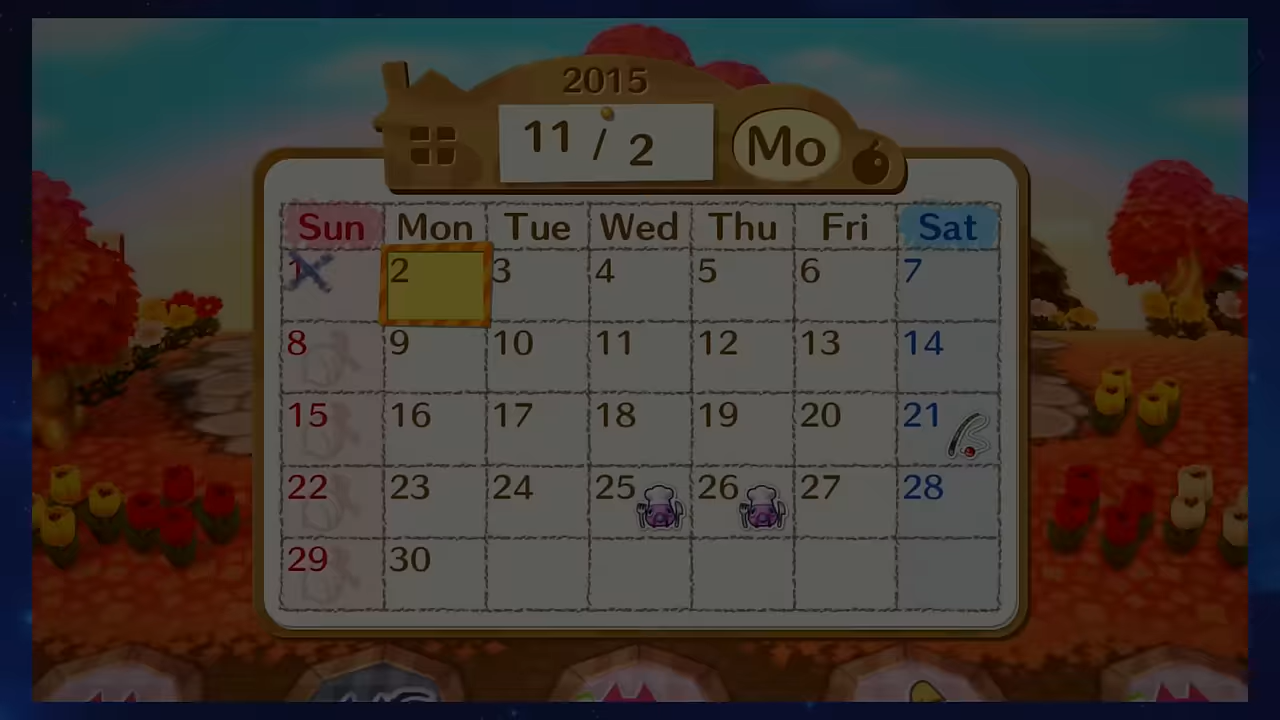 2015
11 / 2 Mo
Sun Mon Tue Wed Thu Fri Sat
1 2 3 4 5 6 7
8 9 10 11 12 13 14
15 16 17 18 19 20 21
22 23 24 25 26 27 28
29 30